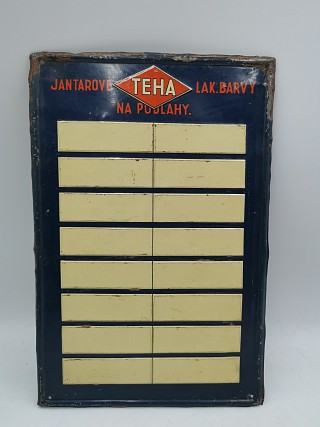 JANTAROVÉ TEHA LAK.BARVY
NA PODLAHY.